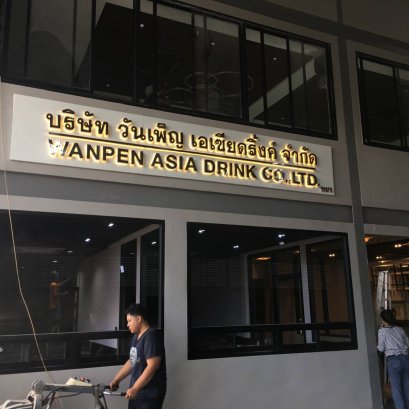 บริษัท วันเพ็ญ เอเชียดริ้งค์ จำกัด
WANPEN ASIA DRINK CO.,LTD.